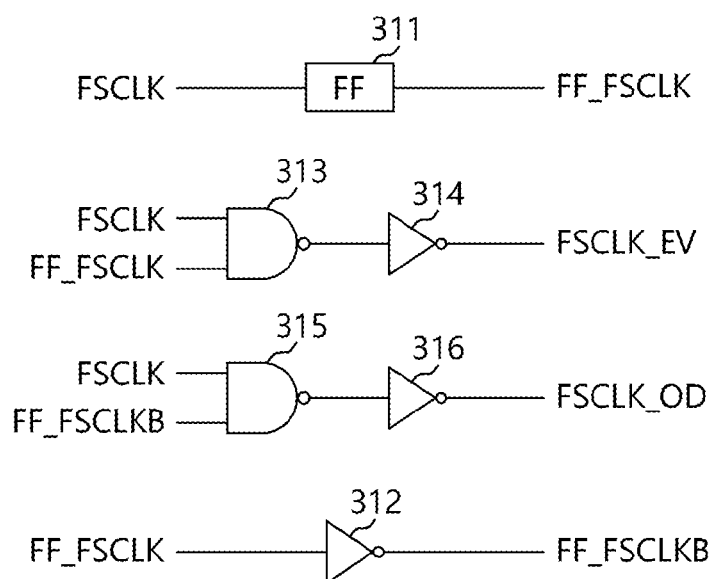 311
FSCLK FF FF_FSCLK
313
314
FSCLK
FF_FSCLK
FSCLK_EV
315
316
FSCLK
FF_FSCLKB
FSCLK_OD
312
FF_FSCLK FF_FSCLKB